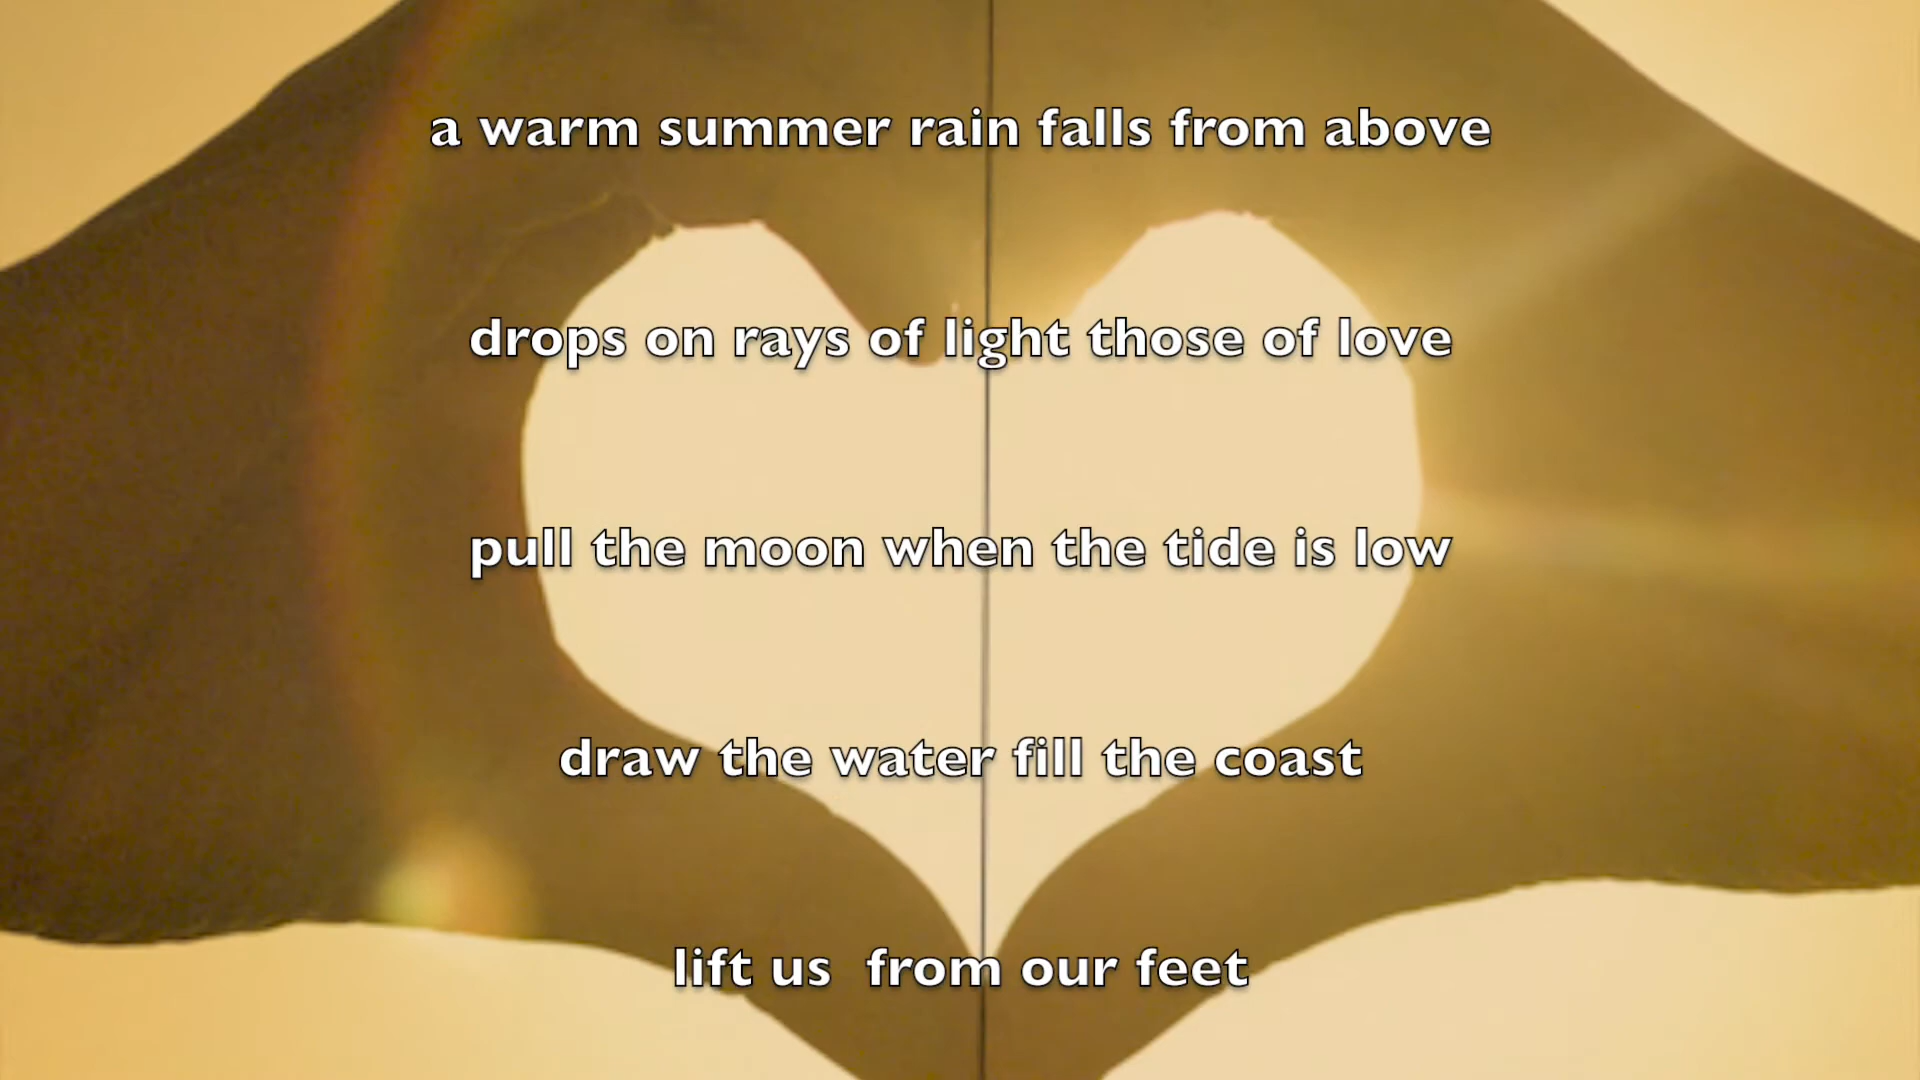 a warm summer rain falls from above
drops on rays of light those of love
pull the moon when the tide is low
draw the water fill the coast
lift us  from our feet